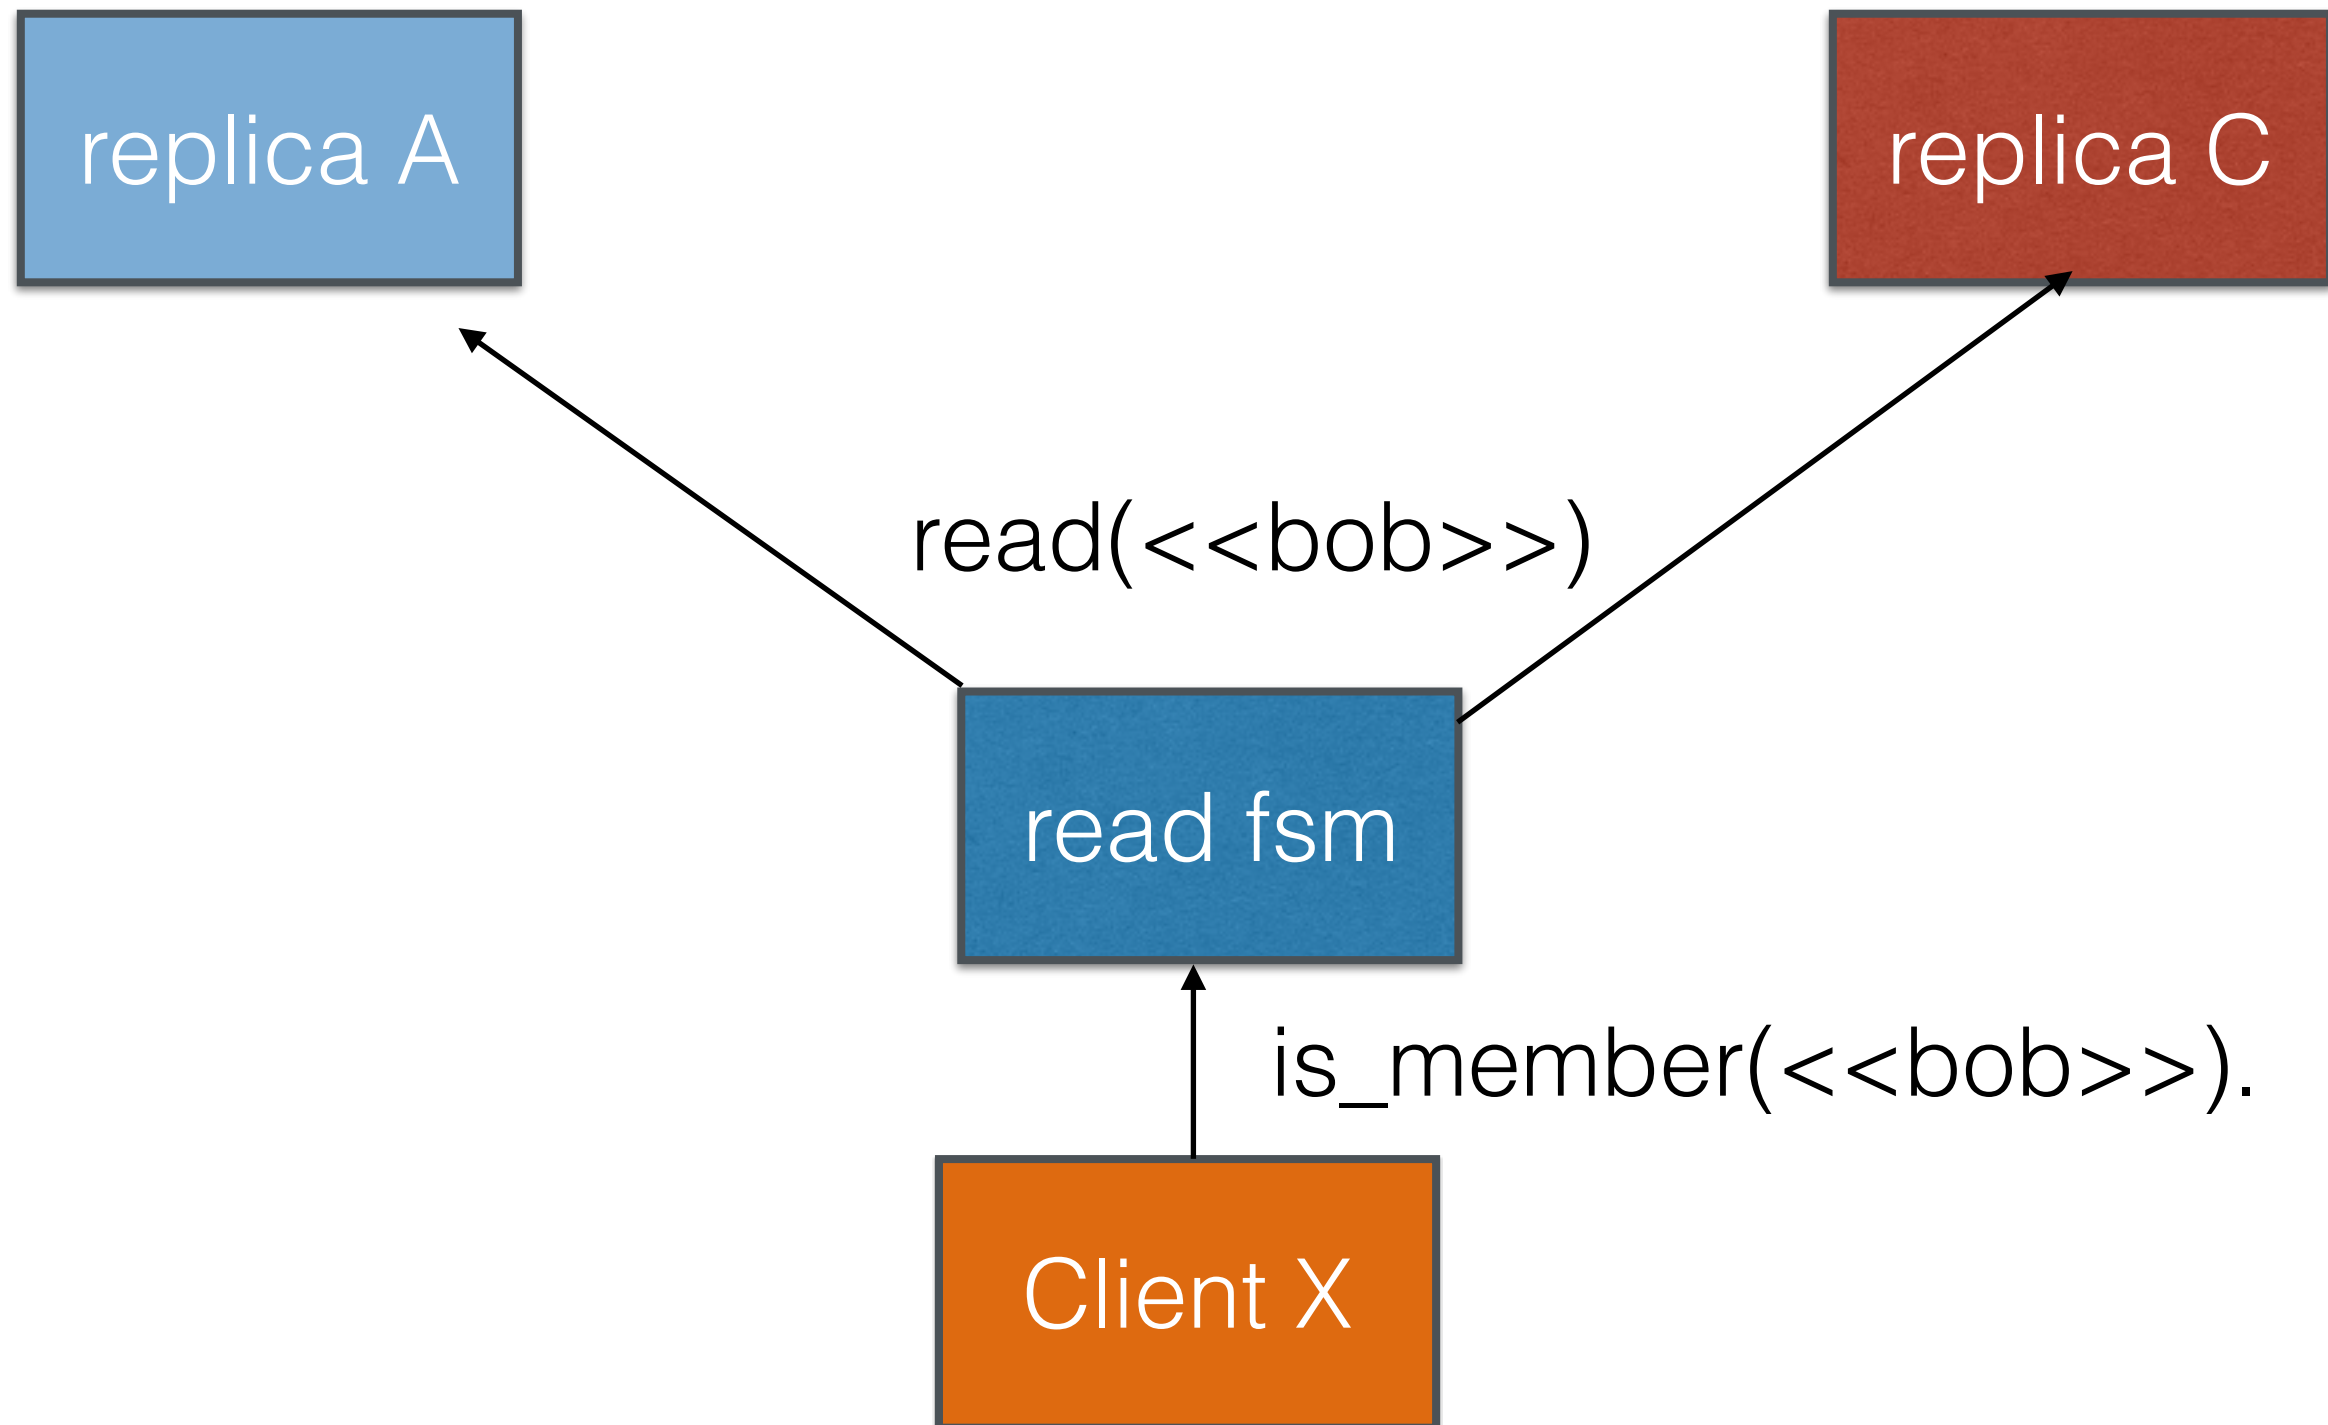 replica A
replica C
read(<<bob>>)
read fsm
is_member(<<bob>>).
Client X